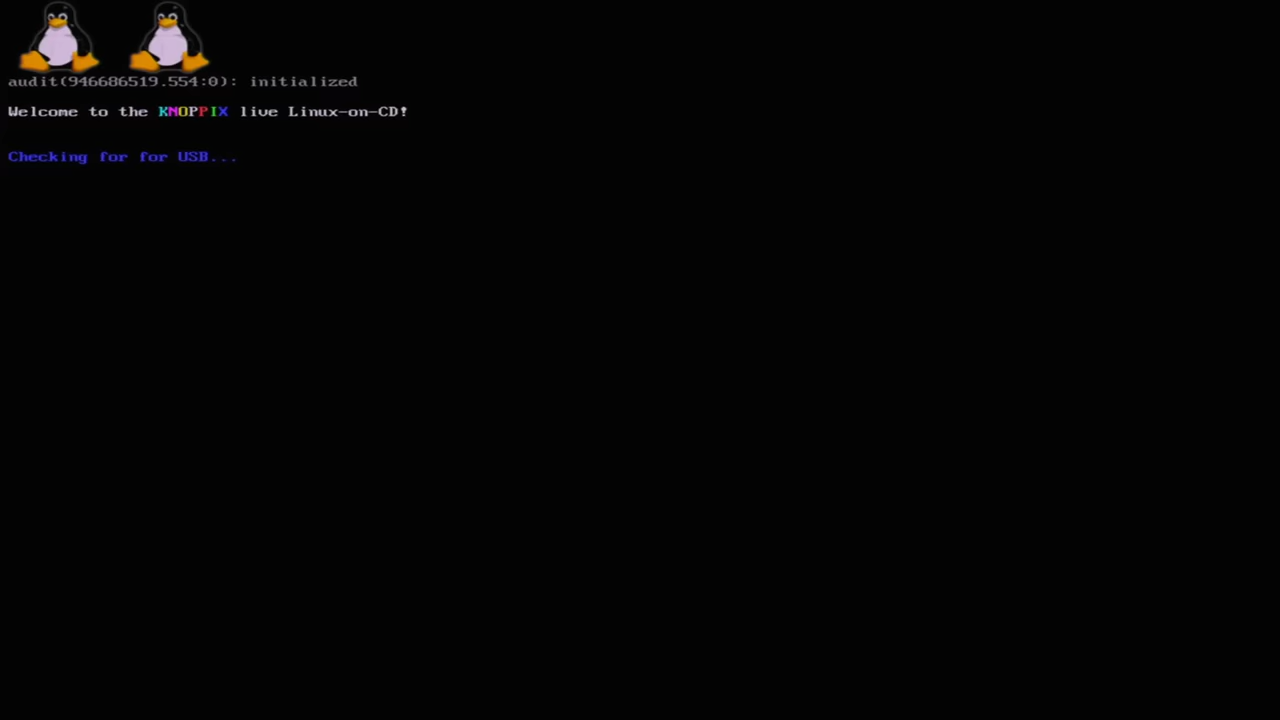 audit(946686519.554:0): initialized
Welcome to the KNOPPIX live Linux-on-CD!
Checking for for USB...